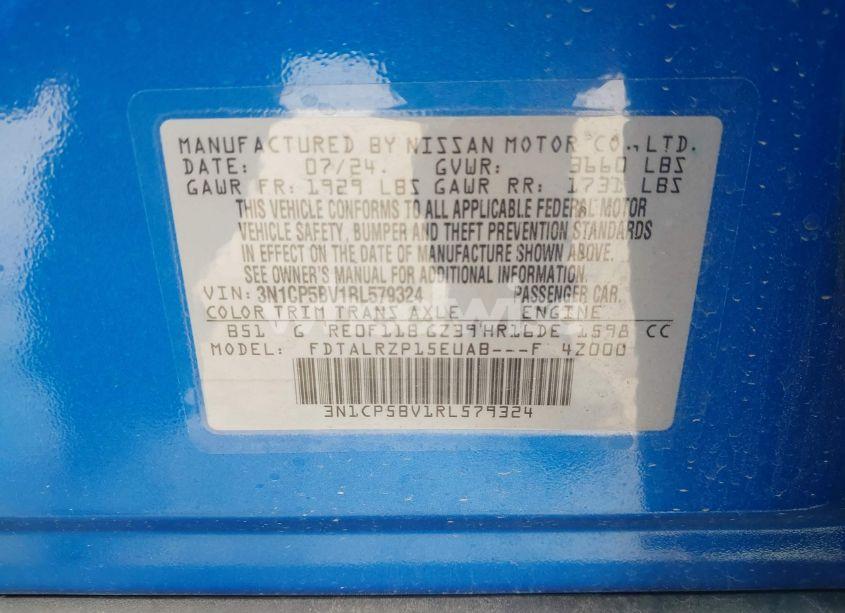 MANUFACTURED BY NISSAN MOTOR CO., LTD.
DATE: 07/24. GVWR: 3660 LBS
GAWR FR: 1929 LBS GAWR RR: 1731 LBS
THIS VEHICLE CONFORMS TO ALL APPLICABLE FEDERAL MOTOR
VEHICLE SAFETY, BUMPER AND THEFT PREVENTION STANDARDS
IN EFFECT ON THE DATE OF MANUFACTURE SHOWN ABOVE.
SEE OWNER'S MANUAL FOR ADDITIONAL INFORMATION.
VIN: 3N1CP5BV1RL579324 PASSENGER CAR.
COLOR TRIM TRANS AXLE ENGINE
B51 G RE0F11B GZ39 HR16DE 1598 CC
MODEL: FDTALRZP15EUAB---F 42000
3N1CP5BV1RL579324